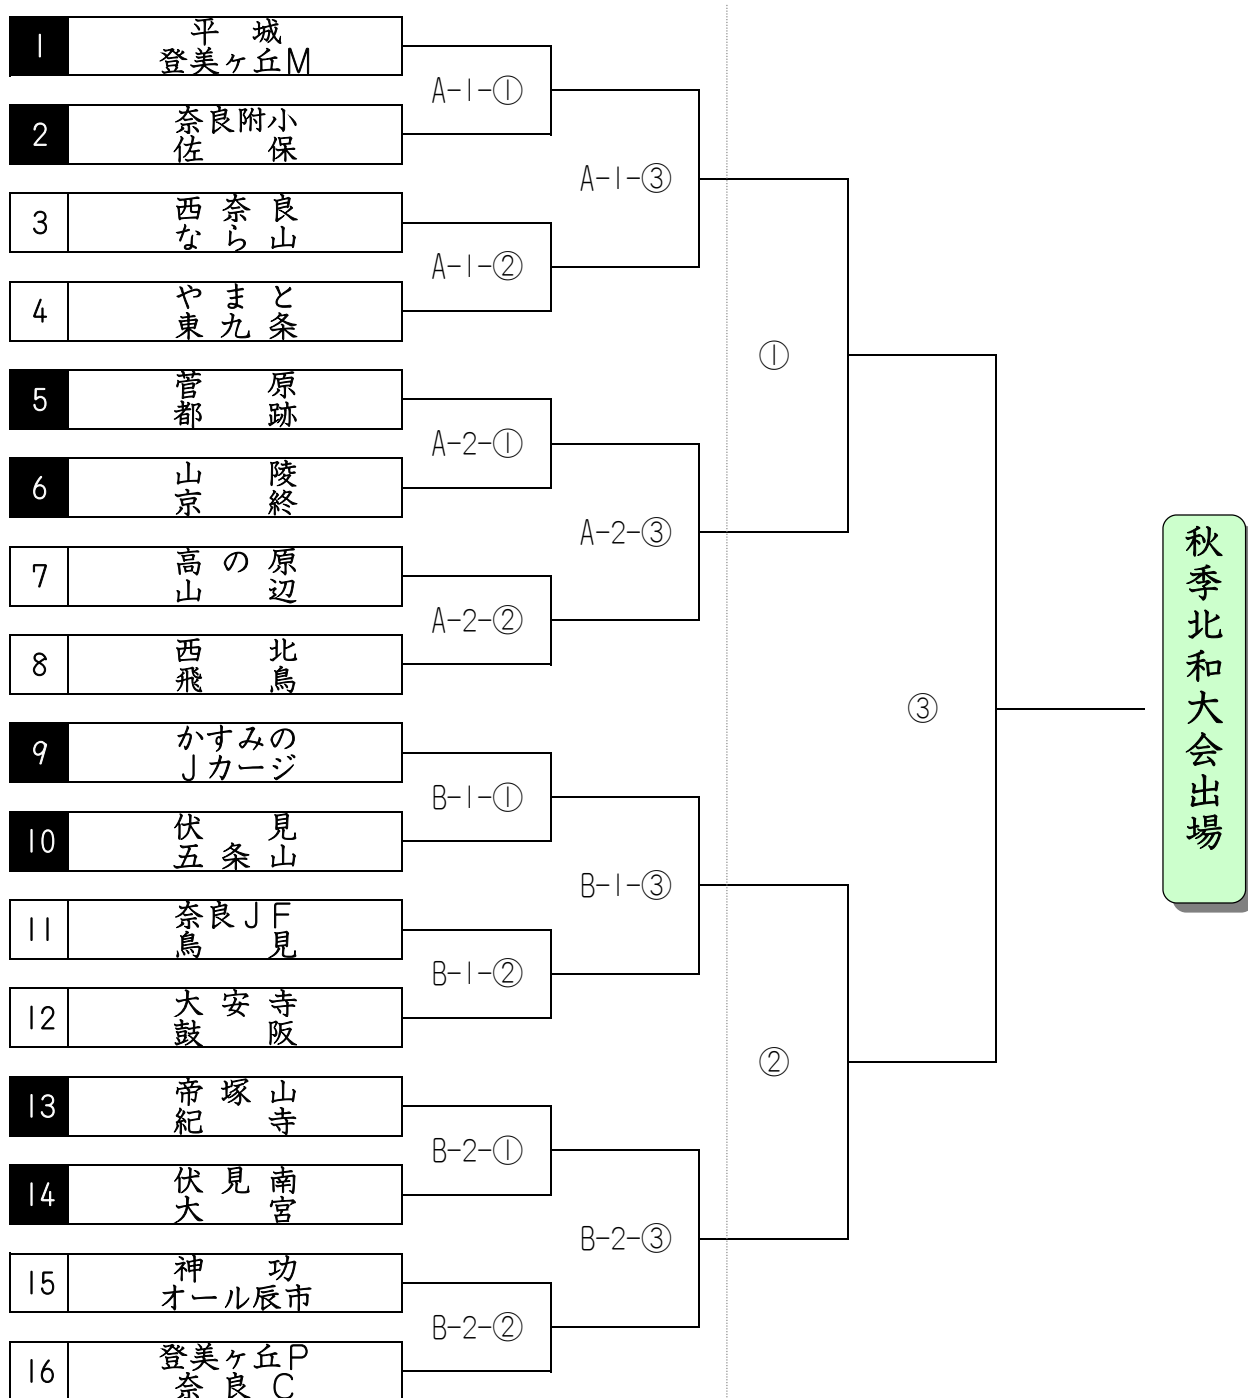 1
平城
登美ヶ丘M
A-1-①
2
奈良附小
佐保
A-1-③
3
西奈良
なら山
A-1-②
4
やまと
東九条
①
5
菅原
都跡
A-2-①
6
山陵
京終
A-2-③
7
高の原
山辺
A-2-②
8
西北
飛鳥
③
秋季北和大会出場
9
かすみの
Jカージ
B-1-①
10
伏見
五条山
B-1-③
11
奈良JF
鳥見
B-1-②
12
大安寺
鼓阪
②
13
帝塚山
紀寺
B-2-①
14
伏見南
大宮
B-2-③
15
神功
オール辰市
B-2-②
16
登美ヶ丘P
奈良C